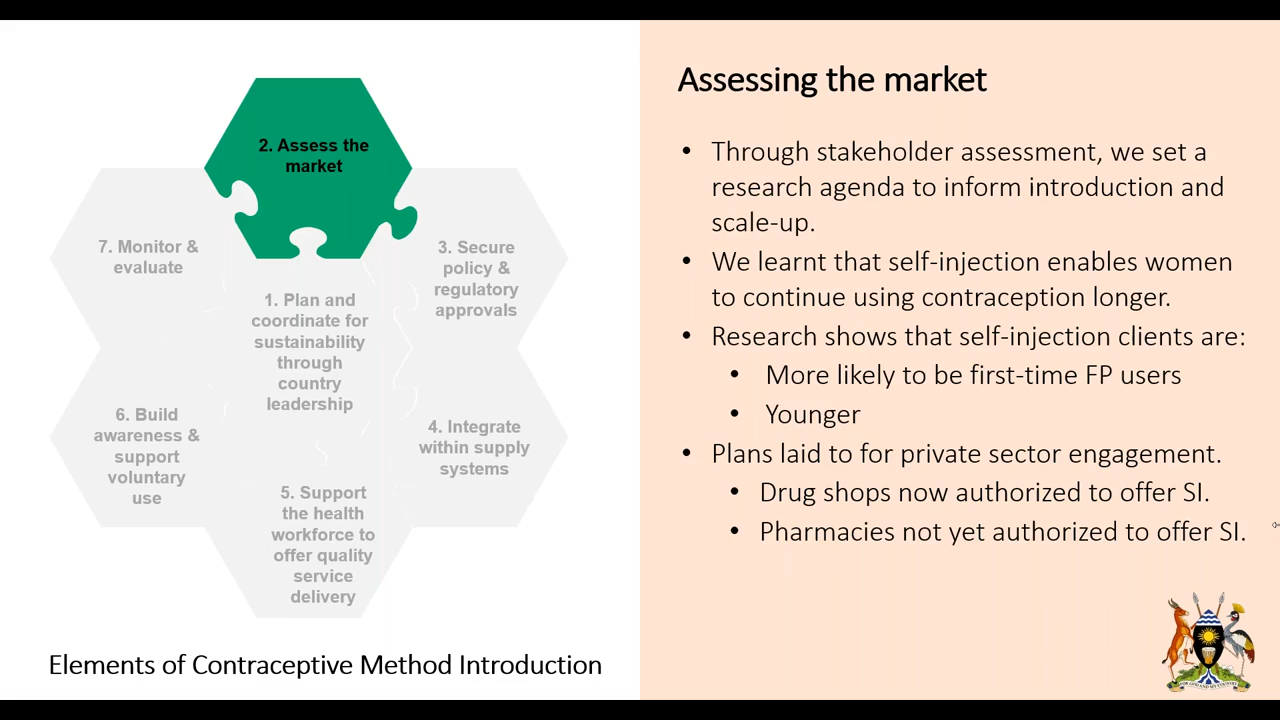 2. Assess the
market
7. Monitor &
evaluate
3. Secure
policy &
regulatory
approvals
1. Plan and
coordinate for
sustainability
through
country
leadership
6. Build
awareness &
support
voluntary
use
4. Integrate
within supply
systems
5. Support
the health
workforce to
offer quality
service
delivery
Elements of Contraceptive Method Introduction
Assessing the market
• Through stakeholder assessment, we set a
research agenda to inform introduction and
scale-up.
• We learnt that self-injection enables women
to continue using contraception longer.
• Research shows that self-injection clients are:
• More likely to be first-time FP users
• Younger
• Plans laid to for private sector engagement.
• Drug shops now authorized to offer SI.
• Pharmacies not yet authorized to offer SI.